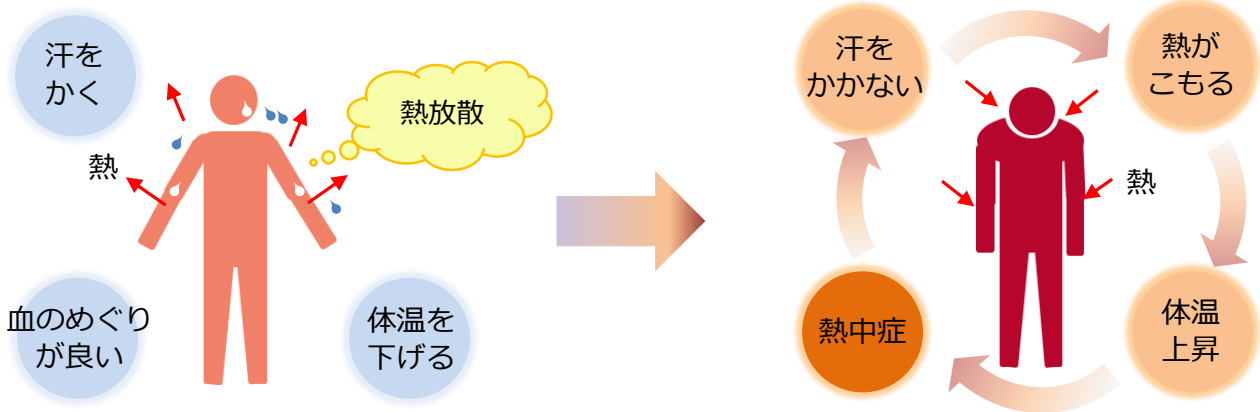 汗を
かく
熱放散
熱
血のめぐり
が良い
体温を
下げる
汗を
かかない
熱が
こもる
熱
熱中症
体温
上昇